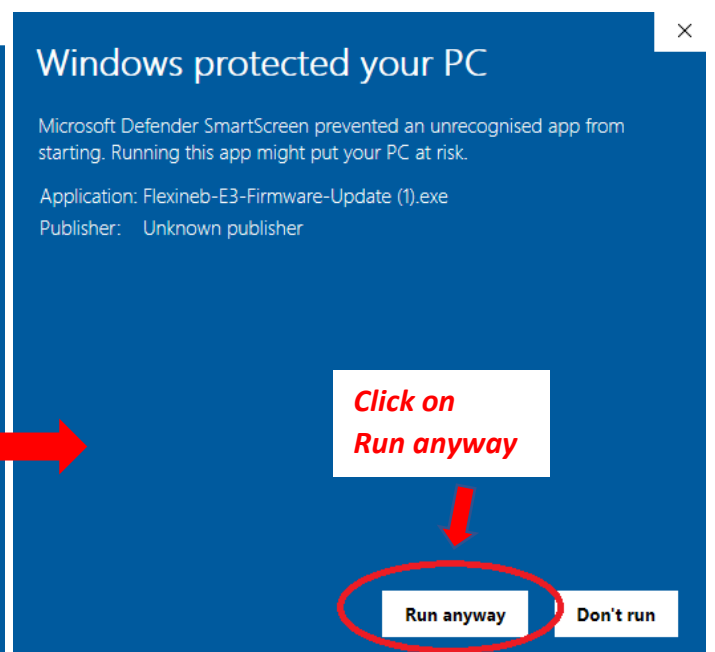 Windows protected your PC
Microsoft Defender SmartScreen prevented an unrecognised app from
starting. Running this app might put your PC at risk.
Application: Flexineb-E3-Firmware-Update (1).exe
Publisher: Unknown publisher
Click on
Run anyway
Run anyway
Don't run